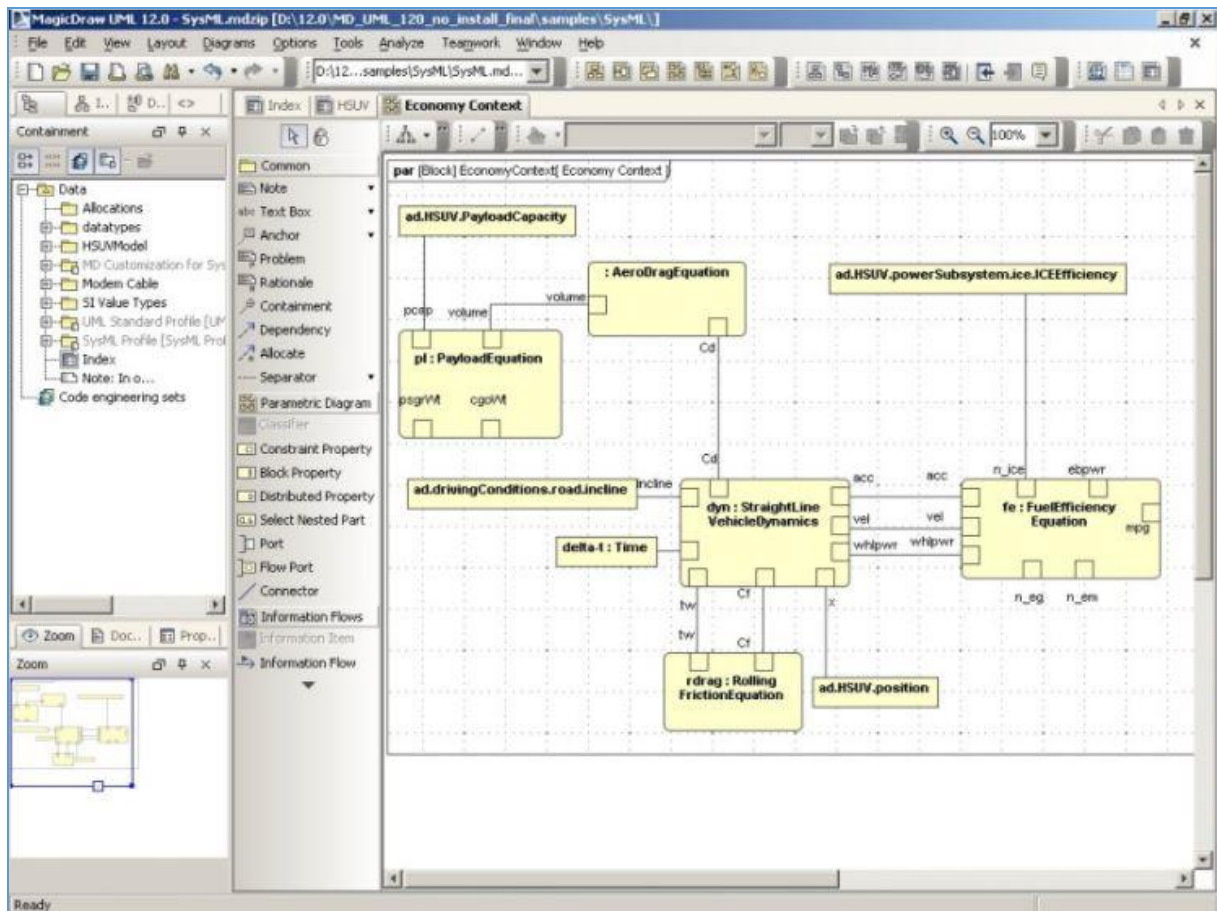 MagicDraw UML 12.0 - SysML.mdzip [D:\12.0\MD_UML_120_no_install_final\samples\SysML\]
File Edit View Layout Diagrams Options Tools Analyze Teamwork Window Help
D:\12...samples\SysML\SysML.md...
I.. D.. <>
Containment
Data
Allocations
datatypes
HSUVModel
MD Customization for Sys
Modem Cable
SI Value Types
UML Standard Profile [UM
SysML Profile [SysML Prof
Index
Note: In o...
Code engineering sets
Zoom Doc.. Prop..
Zoom
Index HSUV Economy Context
100%
Common
Note
abc Text Box
Anchor
Problem
Rationale
Containment
Dependency
Allocate
Separator
Parametric Diagram
Classifier
Constraint Property
Block Property
Distributed Property
Select Nested Part
Port
Flow Port
Connector
Information Flows
Information Item
Information Flow
par [Block] EconomyContext[ Economy Context ]
ad.HSUV.PayloadCapacity
: AeroDragEquation
ad.HSUV.powerSubsystem.ice.ICEEfficiency
volume
pcap volume
Cd
pl : PayloadEquation
psgrWt cgoWt
Cd
ad.drivingConditions.road.incline
incline
dyn : StraightLine
VehicleDynamics
acc acc
vel vel
whlpwr whlpwr
n_ice ebpwr
fe : FuelEfficiency
Equation
mpg
n_eg n_em
delta-t : Time
tw Cf x
tw Cf
rdrag : Rolling
FrictionEquation
ad.HSUV.position
Ready